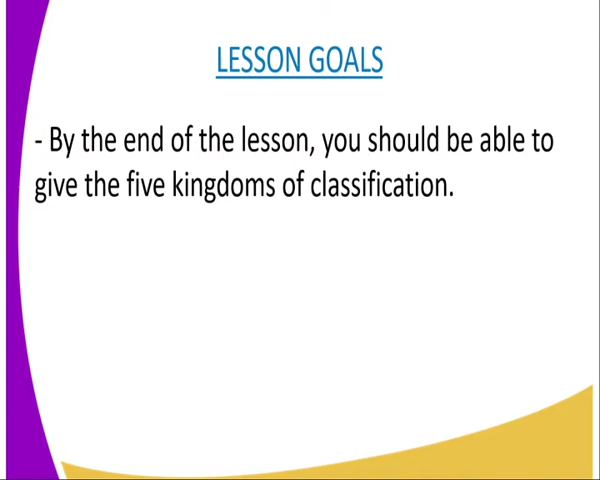 LESSON GOALS
- By the end of the lesson, you should be able to
give the five kingdoms of classification.